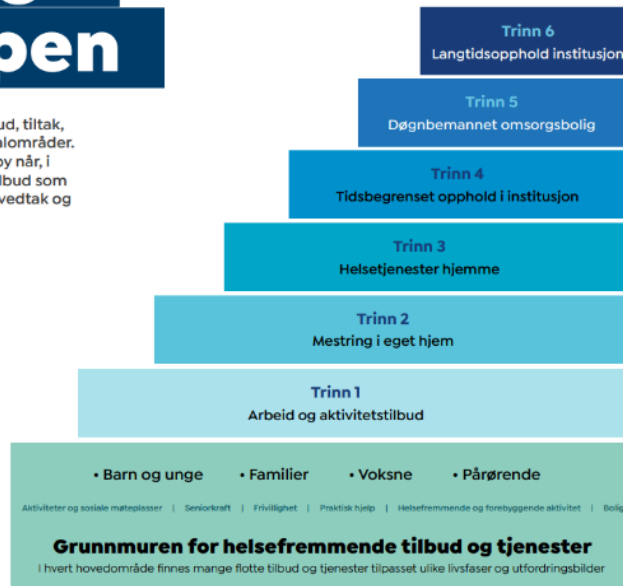 pen
ud, tiltak,
alområder.
by når, i
lbud som
vedtak og
Trinn 6
Langtidsopphold institusjon
Trinn 5
Døgnbemannet omsorgsbolig
Trinn 4
Tidsbegrenset opphold i institusjon
Trinn 3
Helsetjenester hjemme
Trinn 2
Mestring i eget hjem
Trinn 1
Arbeid og aktivitetstilbud
• Barn og unge • Familier • Voksne • Pårørende
Aktiviteter og sosiale møteplasser | Seniorkraft | Frivillighet | Praktisk hjelp | Helsefremmende og forebyggende aktivitet | Bolig
Grunnmuren for helsefremmende tilbud og tjenester
I hvert hovedområde finnes mange flotte tilbud og tjenester tilpasset ulike livsfaser og utfordringsbilder